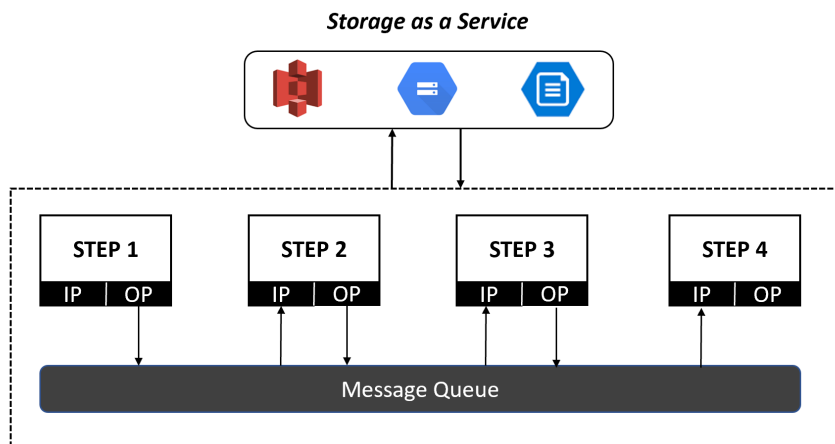 Storage as a Service
STEP 1 STEP 2 STEP 3 STEP 4
IP OP IP OP IP OP IP OP
Message Queue